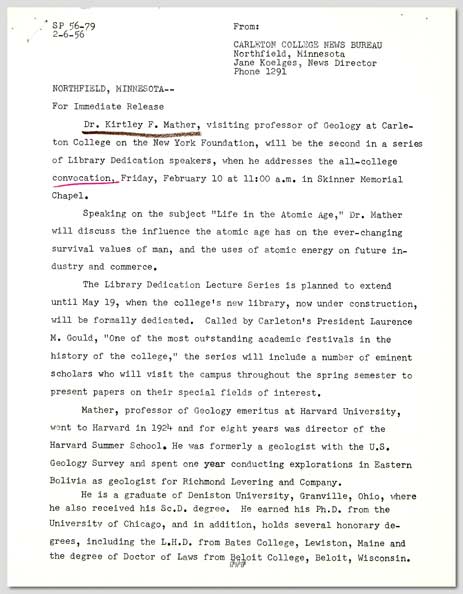 SP 56-79
2-6-56
From:
CARLETON COLLEGE NEWS BUREAU
Northfield, Minnesota
Jane Koelges, News Director
Phone 1291
NORTHFIELD, MINNESOTA--
For Immediate Release
Dr. Kirtley F. Mather, visiting professor of Geology at Carle-
ton College on the New York Foundation, will be the second in a series
of Library Dedication speakers, when he addresses the all-college
convocation, Friday, February 10 at 11:00 a.m. in Skinner Memorial
Chapel.
Speaking on the subject "Life in the Atomic Age," Dr. Mather
will discuss the influence the atomic age has on the ever-changing
survival values of man, and the uses of atomic energy on future in-
dustry and commerce.
The Library Dedication Lecture Series is planned to extend
until May 19, when the college's new library, now under construction,
will be formally dedicated. Called by Carleton's President Laurence
M. Gould, "One of the most outstanding academic festivals in the
history of the college," the series will include a number of eminent
scholars who will visit the campus throughout the spring semester to
present papers on their special fields of interest.
Mather, professor of Geology emeritus at Harvard University,
went to Harvard in 1924 and for eight years was director of the
Harvard Summer School. He was formerly a geologist with the U.S.
Geology Survey and spent one year conducting explorations in Eastern
Bolivia as geologist for Richmond Levering and Company.
He is a graduate of Deniston University, Granville, Ohio, where
he also received his Sc.D. degree. He earned his Ph.D. from the
University of Chicago, and in addition, holds several honorary de-
grees, including the L.H.D. from Bates College, Lewiston, Maine and
the degree of Doctor of Laws from Beloit College, Beloit, Wisconsin.
###